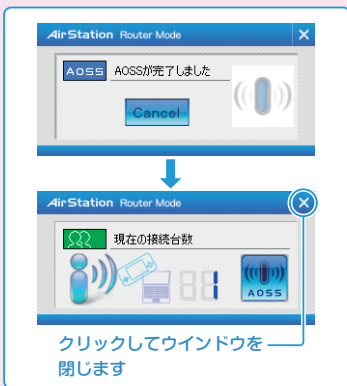 AirStation Router Mode
AOSS AOSSが完了しました
Cancel
AirStation Router Mode
現在の接続台数
1
AOSS
クリックしてウインドウを
閉じます